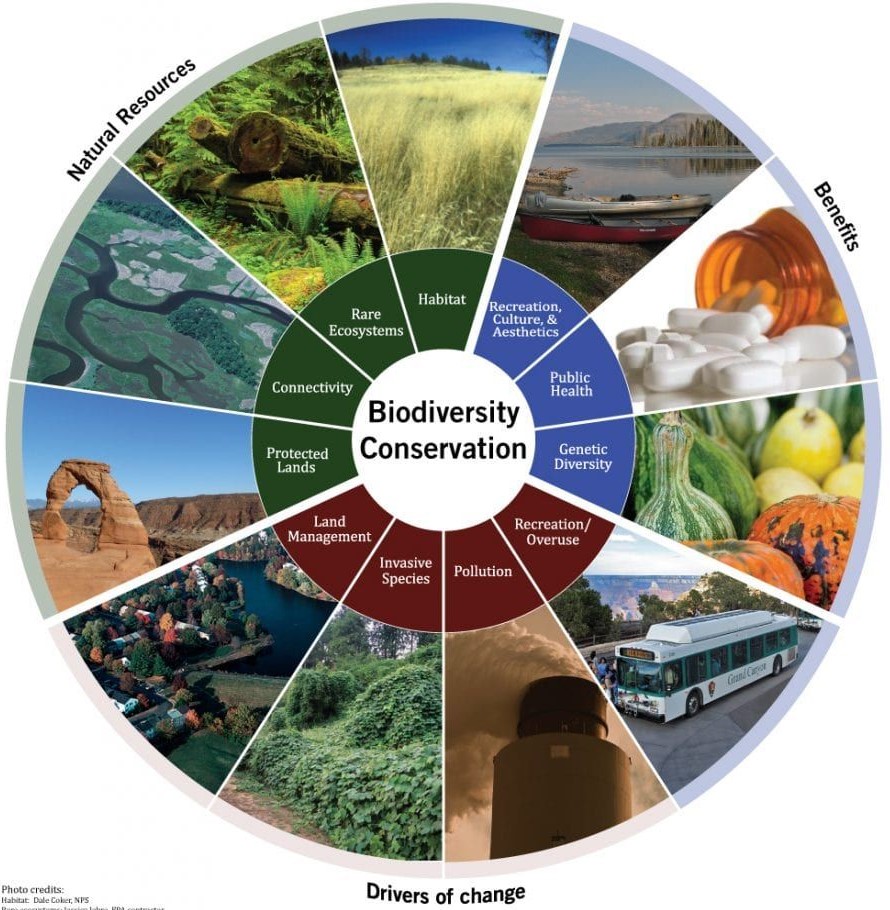 Natural Resources
Benefits
Habitat
Recreation,
Culture, &
Aesthetics
Rare
Ecosystems
Public
Health
Connectivity
Biodiversity
Conservation
Genetic
Diversity
Protected
Lands
Land
Management
Recreation/
Overuse
Invasive
Species
Pollution
Grand Canyon
Drivers of change
Photo credits:
Habitat: Dale Coker, NPS